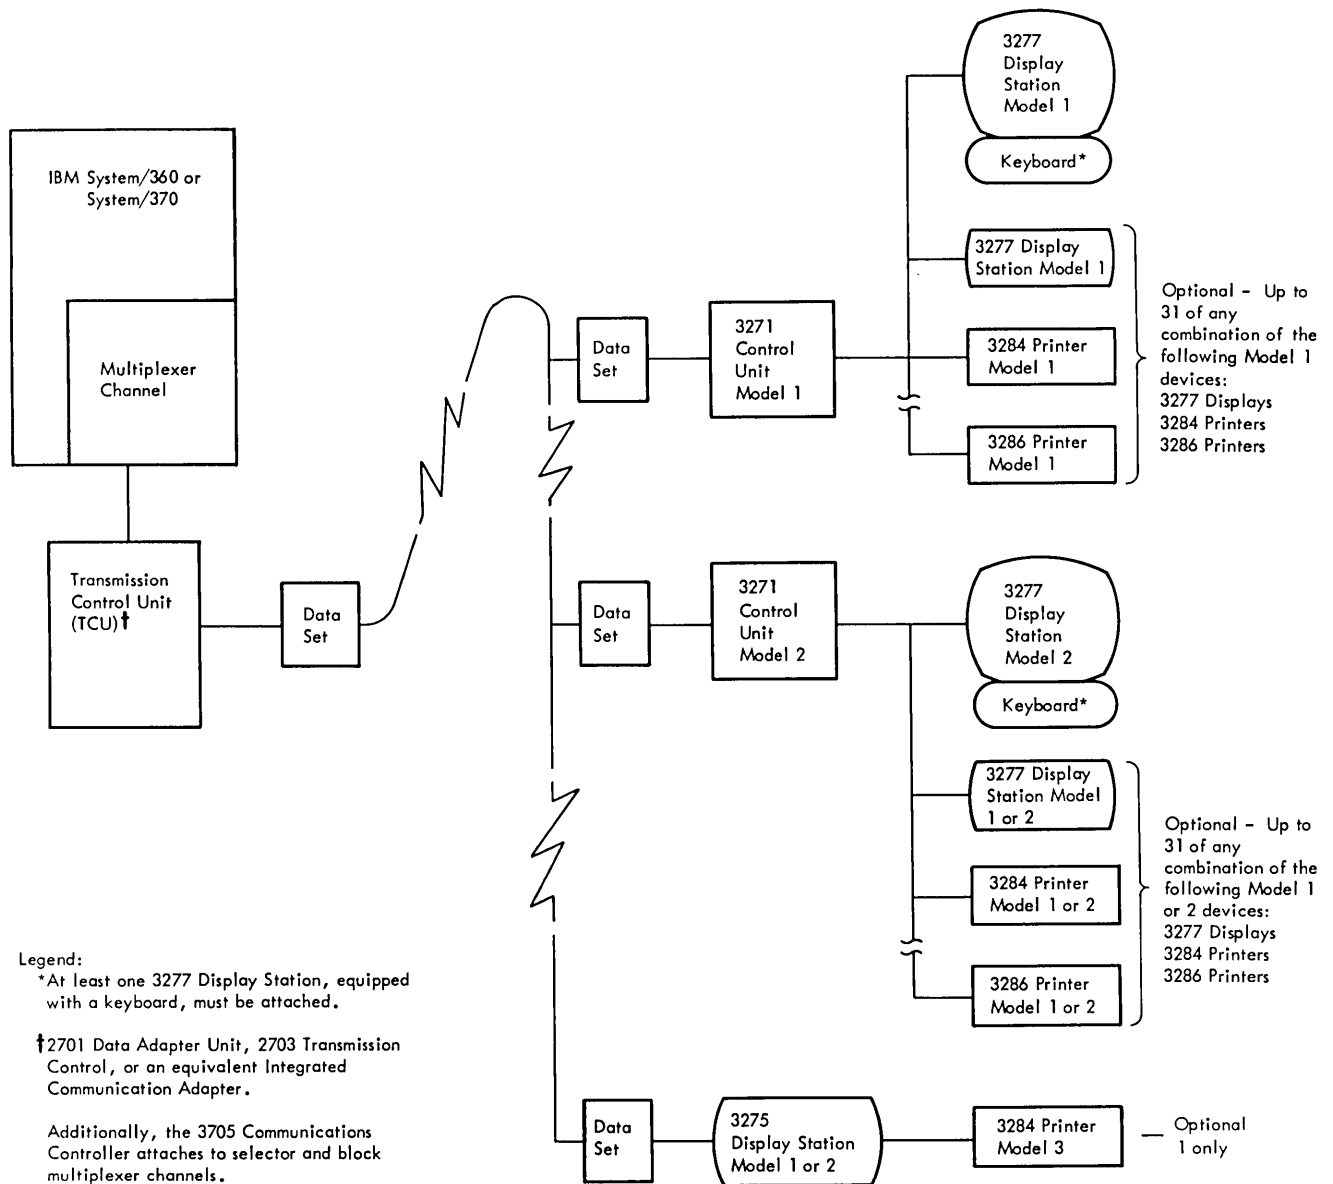 IBM System/360 or
System/370
Multiplexer
Channel
Transmission
Control Unit
(TCU)†
Data
Set
Data
Set
3271
Control
Unit
Model 1
3277
Display
Station
Model 1
Keyboard*
3277 Display
Station Model 1
3284 Printer
Model 1
3286 Printer
Model 1
Optional - Up to
31 of any
combination of the
following Model 1
devices:
3277 Displays
3284 Printers
3286 Printers
Data
Set
3271
Control
Unit
Model 2
3277
Display
Station
Model 2
Keyboard*
3277 Display
Station Model
1 or 2
3284 Printer
Model 1 or 2
3286 Printer
Model 1 or 2
Optional - Up to
31 of any
combination of the
following Model 1
or 2 devices:
3277 Displays
3284 Printers
3286 Printers
Data
Set
3275
Display Station
Model 1 or 2
3284 Printer
Model 3
— Optional
1 only
Legend:
*At least one 3277 Display Station, equipped
with a keyboard, must be attached.
†2701 Data Adapter Unit, 2703 Transmission
Control, or an equivalent Integrated
Communication Adapter.
Additionally, the 3705 Communications
Controller attaches to selector and block
multiplexer channels.